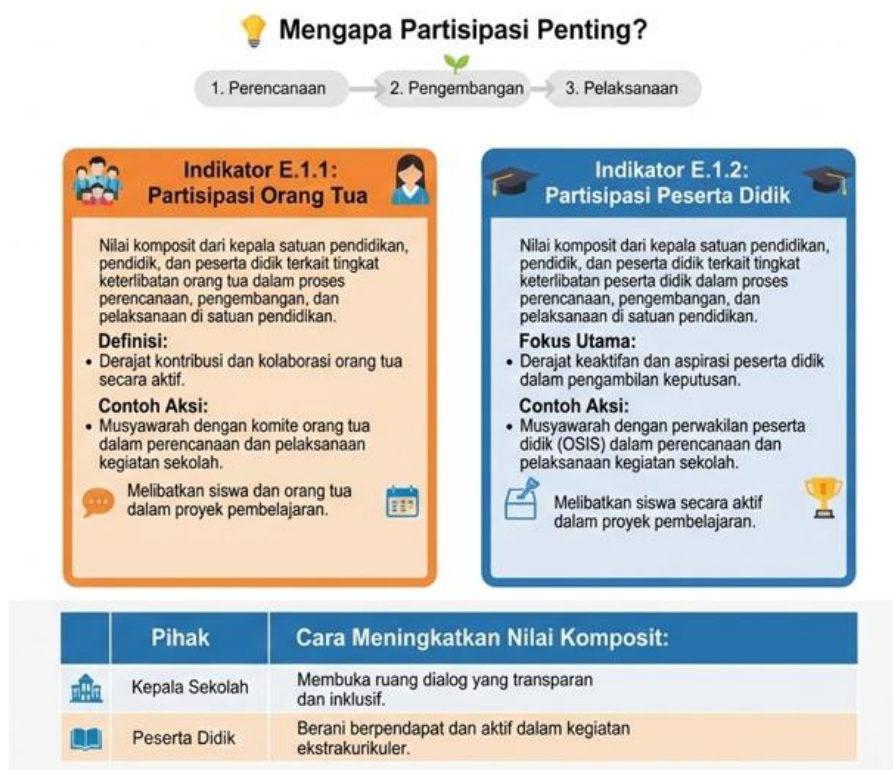 Mengapa Partisipasi Penting?
1. Perencanaan
2. Pengembangan
3. Pelaksanaan
Indikator E.1.1:
Partisipasi Orang Tua
Nilai komposit dari kepala satuan pendidikan,
pendidik, dan peserta didik terkait tingkat
keterlibatan orang tua dalam proses
perencanaan, pengembangan, dan
pelaksanaan di satuan pendidikan.
Definisi:
• Derajat kontribusi dan kolaborasi orang tua
secara aktif.
Contoh Aksi:
• Musyawarah dengan komite orang tua
dalam perencanaan dan pelaksanaan
kegiatan sekolah.
Melibatkan siswa dan orang tua
dalam proyek pembelajaran.
Indikator E.1.2:
Partisipasi Peserta Didik
Nilai komposit dari kepala satuan pendidikan,
pendidik, dan peserta didik terkait tingkat
keterlibatan peserta didik dalam proses
perencanaan, pengembangan, dan
pelaksanaan di satuan pendidikan.
Fokus Utama:
• Derajat keaktifan dan aspirasi peserta didik
dalam pengambilan keputusan.
Contoh Aksi:
• Musyawarah dengan perwakilan peserta
didik (OSIS) dalam perencanaan dan
pelaksanaan kegiatan sekolah.
Melibatkan siswa secara aktif
dalam proyek pembelajaran.
Pihak
Cara Meningkatkan Nilai Komposit:
Kepala Sekolah
Membuka ruang dialog yang transparan
dan inklusif.
Peserta Didik
Berani berpendapat dan aktif dalam kegiatan
ekstrakurikuler.